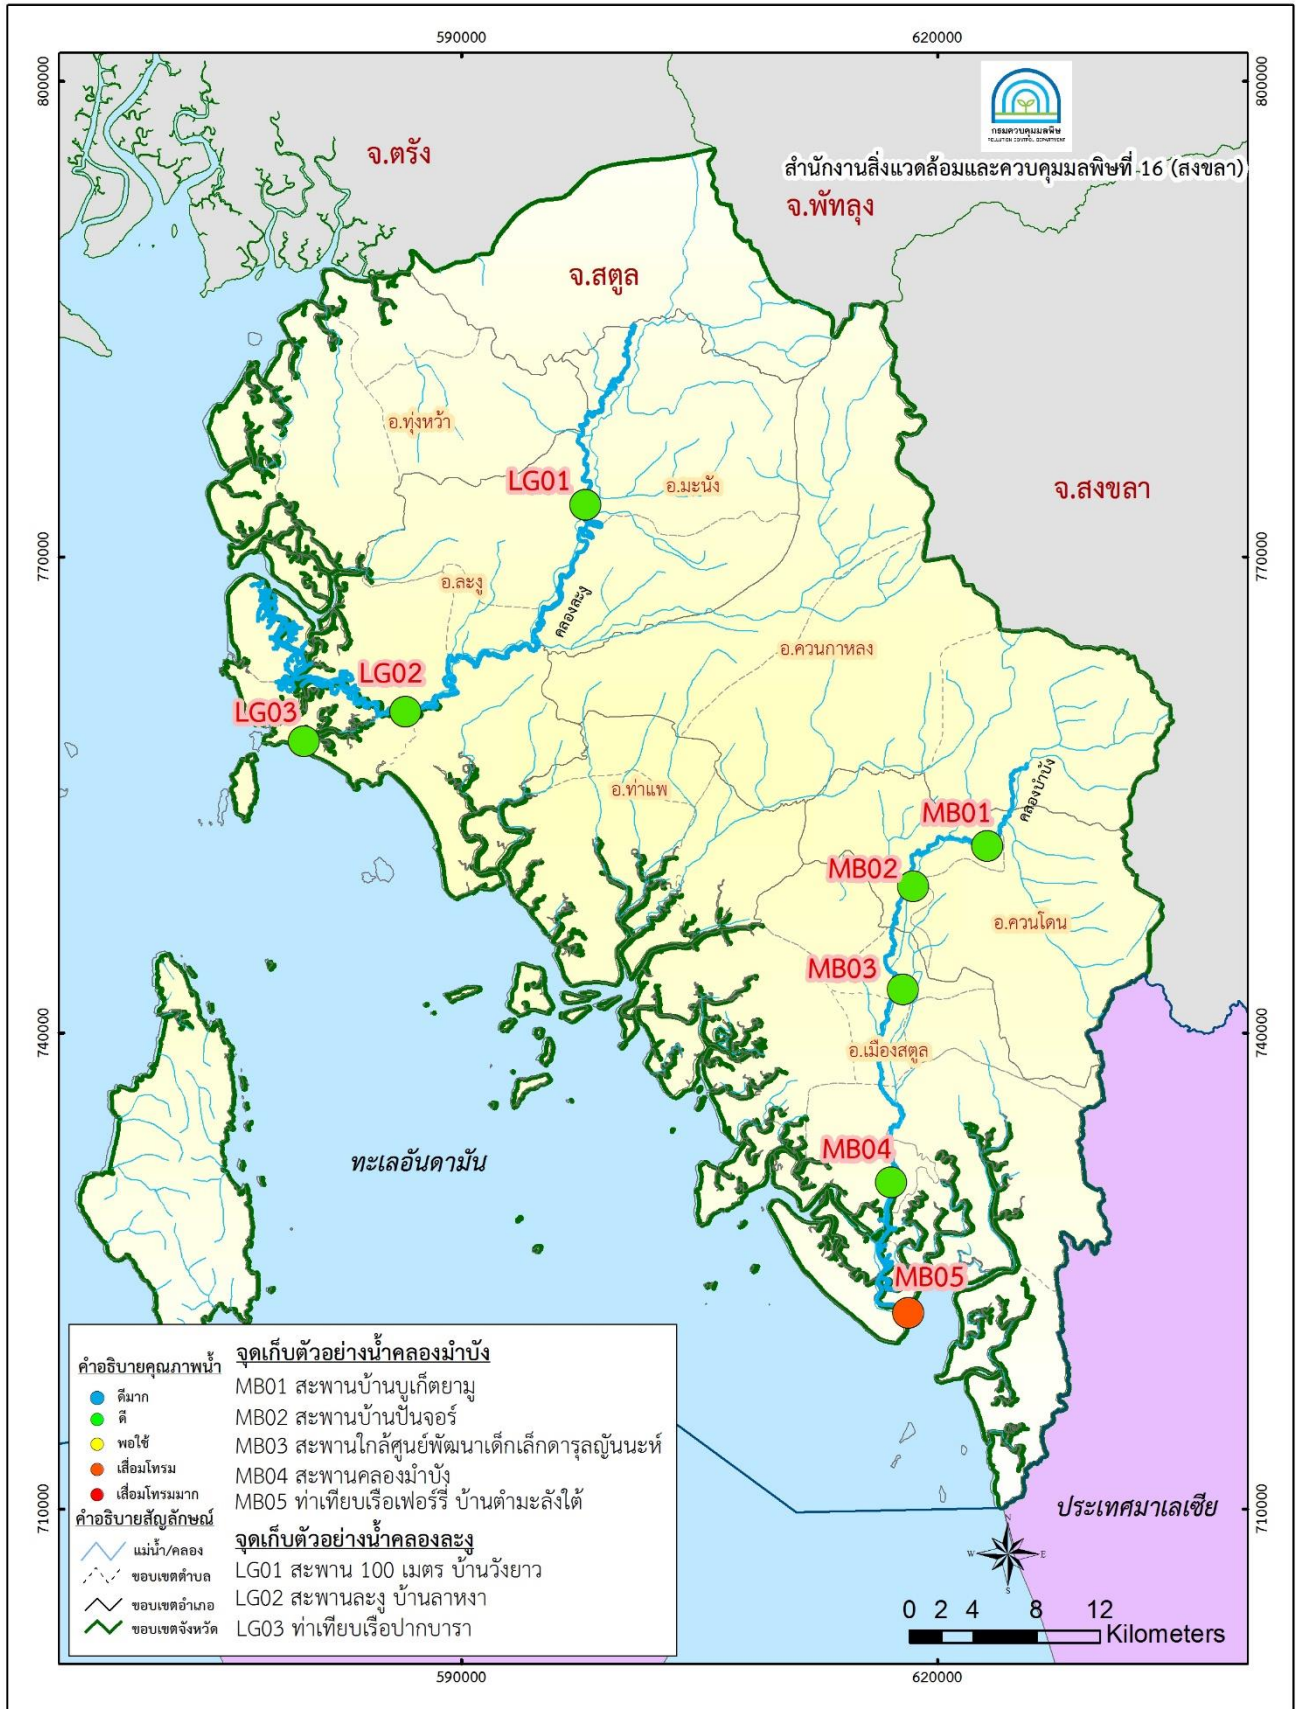 590000
620000
800000
800000
กรมควบคุมมลพิษ
POLLUTION CONTROL DEPARTMENT
จ.ตรัง
สำนักงานสิ่งแวดล้อมและควบคุมมลพิษที่ 16 (สงขลา)
จ.พัทลุง
จ.สตูล
อ.ทุ่งหว้า
LG01
อ.มะนัง
จ.สงขลา
770000
770000
อ.ละงู
คลองละงู
อ.ควนกาหลง
LG02
LG03
คลองบำบัง
อ.ท่าแพ
MB01
MB02
อ.ควนโดน
MB03
740000
740000
อ.เมืองสตูล
MB04
ทะเลอันดามัน
MB05
คำอธิบายคุณภาพน้ำ
ดีมาก
ดี
พอใช้
เสื่อมโทรม
เสื่อมโทรมมาก
คำอธิบายสัญลักษณ์
แม่น้ำ/คลอง
ขอบเขตตำบล
ขอบเขตอำเภอ
ขอบเขตจังหวัด
จุดเก็บตัวอย่างน้ำคลองมำบัง
MB01 สะพานบ้านบูเก็ตยามู
MB02 สะพานบ้านปันจอร์
MB03 สะพานใกล้ศูนย์พัฒนาเด็กเล็กดารุลญันนะห์
MB04 สะพานคลองมำบัง
MB05 ท่าเทียบเรือเฟอร์รี่ บ้านตำมะลังใต้
จุดเก็บตัวอย่างน้ำคลองละงู
LG01 สะพาน 100 เมตร บ้านวังยาว
LG02 สะพานละงู บ้านลาหงา
LG03 ท่าเทียบเรือปากบารา
710000
710000
ประเทศมาเลเซีย
N
W
E
S
0 2 4 8 12
Kilometers
590000
620000